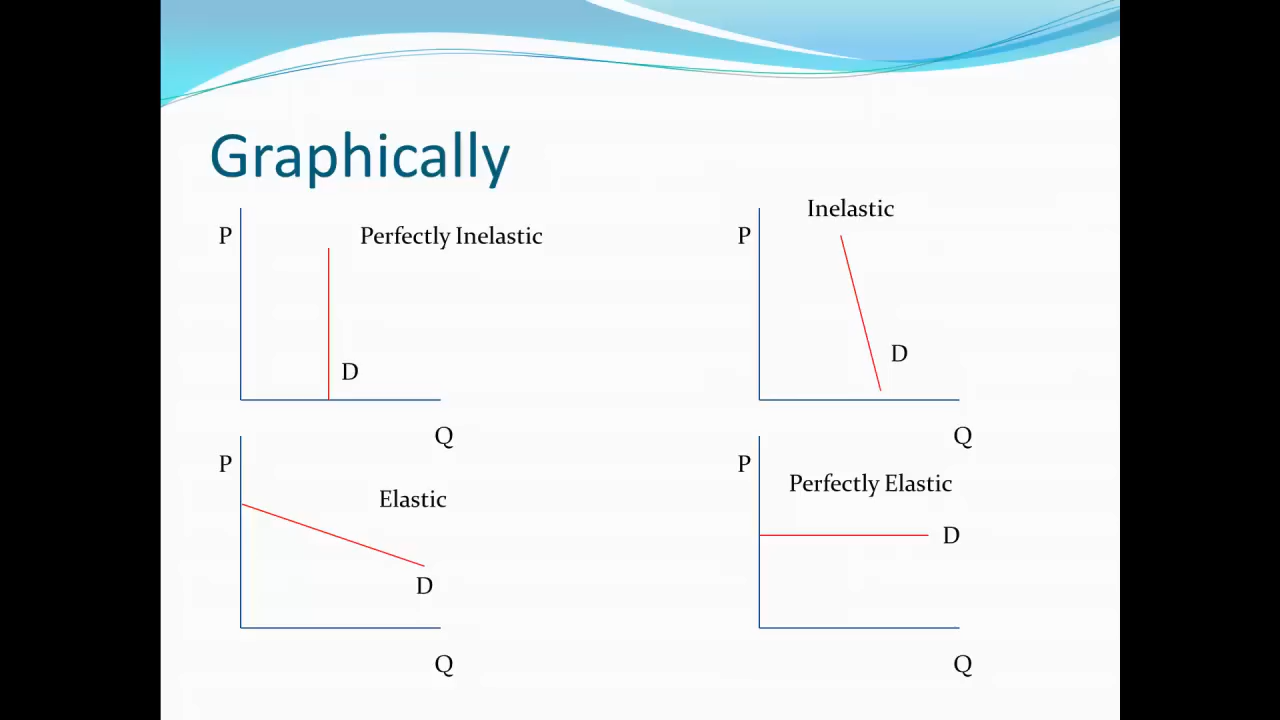 Graphically
P
Perfectly Inelastic
D
Q
P
Inelastic
D
Q
P
Elastic
D
Q
P
Perfectly Elastic
D
Q